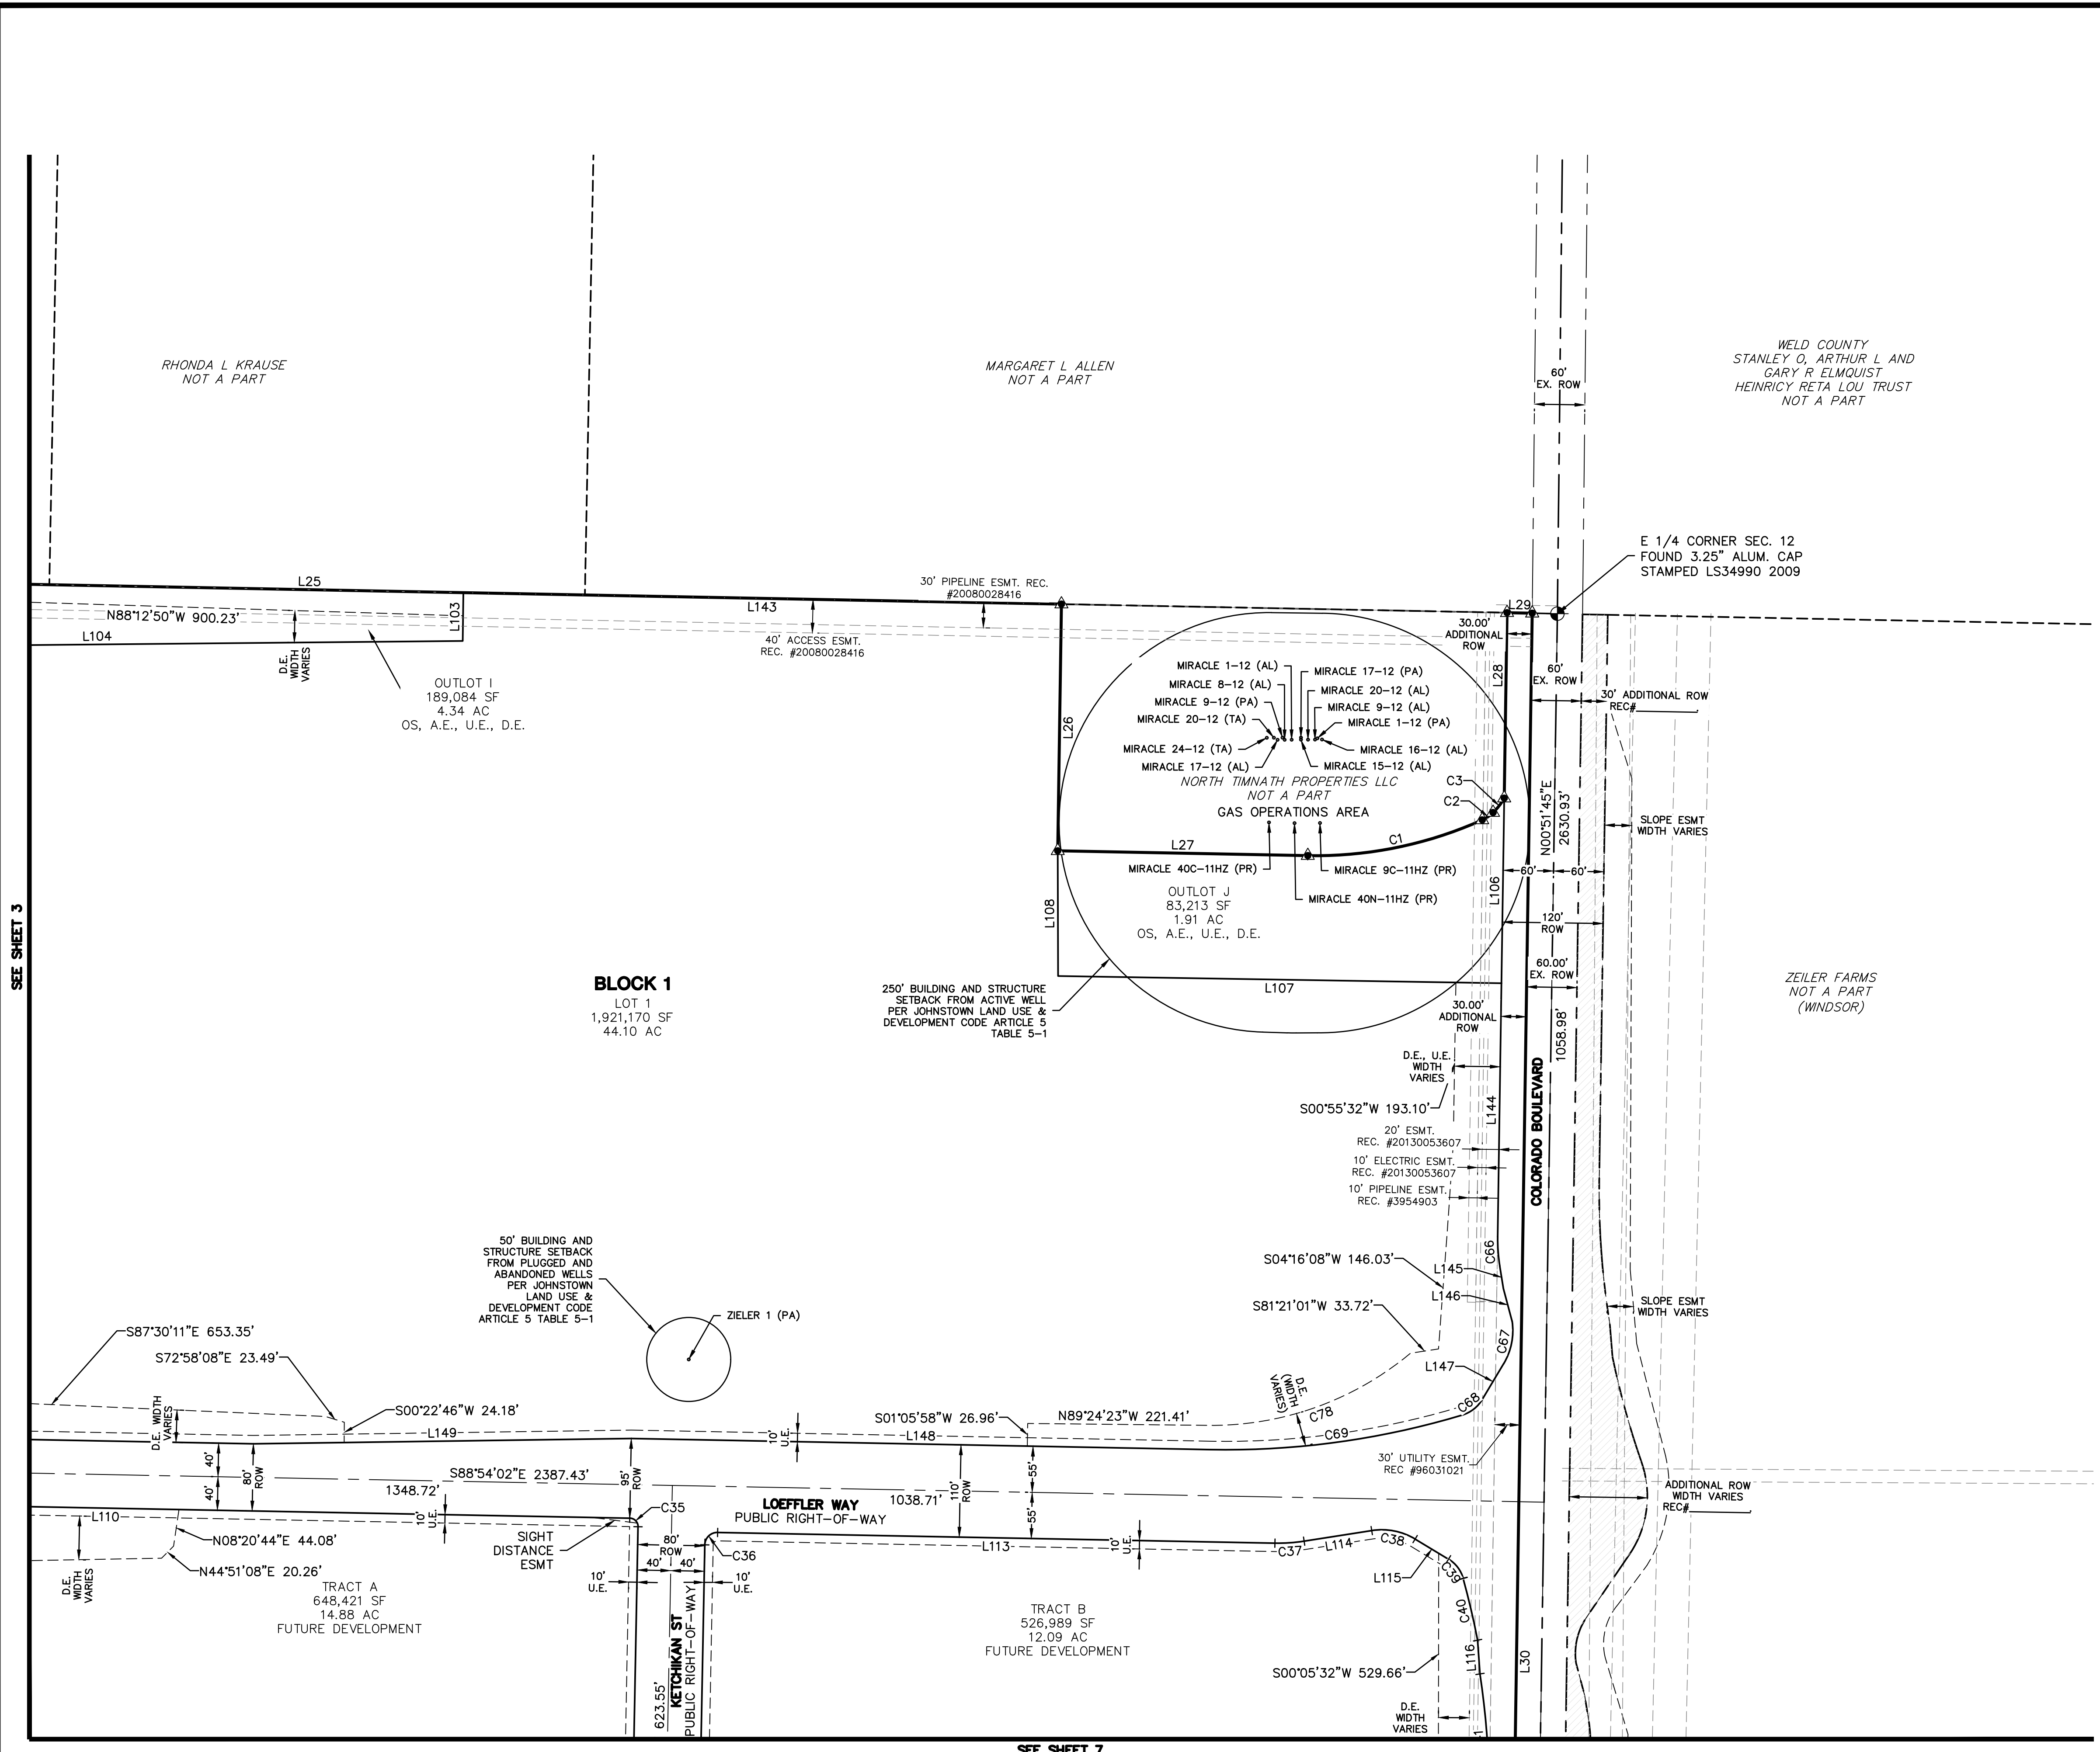 RHONDA L KRAUSE
NOT A PART
MARGARET L ALLEN
NOT A PART
WELD COUNTY
STANLEY O, ARTHUR L AND
GARY R ELMQUIST
HEINRICY RETA LOU TRUST
NOT A PART
60'
EX. ROW
E 1/4 CORNER SEC. 12
FOUND 3.25" ALUM. CAP
STAMPED LS34990 2009
L25
N88°12'50"W 900.23'
L103
L104
D.E.
WIDTH
VARIES
OUTLOT I
189,084 SF
4.34 AC
OS, A.E., U.E., D.E.
L143
30' PIPELINE ESMT. REC.
#20080028416
40' ACCESS ESMT.
REC. #20080028416
L29
30.00'
ADDITIONAL
ROW
L28
60'
EX. ROW
30' ADDITIONAL ROW
REC#
L26
MIRACLE 1-12 (AL)
MIRACLE 8-12 (AL)
MIRACLE 9-12 (PA)
MIRACLE 20-12 (TA)
MIRACLE 24-12 (TA)
MIRACLE 17-12 (AL)
MIRACLE 17-12 (PA)
MIRACLE 20-12 (AL)
MIRACLE 9-12 (AL)
MIRACLE 1-12 (PA)
MIRACLE 16-12 (AL)
MIRACLE 15-12 (AL)
NORTH TIMNATH PROPERTIES LLC
NOT A PART
GAS OPERATIONS AREA
C3
C2
C1
L27
MIRACLE 40C-11HZ (PR)
MIRACLE 9C-11HZ (PR)
MIRACLE 40N-11HZ (PR)
N00°51'45"E
2630.93'
SLOPE ESMT
WIDTH VARIES
60'
60'
L106
L108
OUTLOT J
83,213 SF
1.91 AC
OS, A.E., U.E., D.E.
120'
ROW
60.00'
EX. ROW
L107
SEE SHEET 3
BLOCK 1
LOT 1
1,921,170 SF
44.10 AC
250' BUILDING AND STRUCTURE
SETBACK FROM ACTIVE WELL
PER JOHNSTOWN LAND USE &
DEVELOPMENT CODE ARTICLE 5
TABLE 5-1
30.00'
ADDITIONAL
ROW
ZEILER FARMS
NOT A PART
(WINDSOR)
1058.98'
D.E., U.E.
WIDTH
VARIES
S00°55'32"W 193.10'
L144
COLORADO BOULEVARD
20' ESMT.
REC. #20130053607
10' ELECTRIC ESMT.
REC. #20130053607
10' PIPELINE ESMT.
REC. #3954903
50' BUILDING AND
STRUCTURE SETBACK
FROM PLUGGED AND
ABANDONED WELLS
PER JOHNSTOWN
LAND USE &
DEVELOPMENT CODE
ARTICLE 5 TABLE 5-1
ZIELER 1 (PA)
C66
S04°16'08"W 146.03'
L145
L146
S81°21'01"W 33.72'
SLOPE ESMT
WIDTH VARIES
C67
L147
S87°30'11"E 653.35'
S72°58'08"E 23.49'
D.E. WIDTH
VARIES
S00°22'46"W 24.18'
L149
10'
U.E.
S01°05'58"W 26.96'
L148
N89°24'23"W 221.41'
D.E.
(WIDTH
VARIES)
C78
C69
C68
30' UTILITY ESMT.
REC #96031021
40'
40'
80'
ROW
S88°54'02"E 2387.43'
1348.72'
95'
ROW
1038.71'
110'
ROW
55'
55'
LOEFFLER WAY
PUBLIC RIGHT-OF-WAY
ADDITIONAL ROW
WIDTH VARIES
REC#
L110
10'
U.E.
C35
SIGHT
DISTANCE
ESMT
80'
ROW
40'
40'
C36
L113
10'
U.E.
C37
L114
C38
L115
C39
N08°20'44"E 44.08'
N44°51'08"E 20.26'
D.E.
WIDTH
VARIES
10'
U.E.
10'
U.E.
TRACT A
648,421 SF
14.88 AC
FUTURE DEVELOPMENT
623.55'
KETCHIKAN ST
PUBLIC RIGHT-OF-WAY
TRACT B
526,989 SF
12.09 AC
FUTURE DEVELOPMENT
C40
L116
S00°05'32"W 529.66'
L30
D.E.
WIDTH
VARIES
SEE SHEET 7